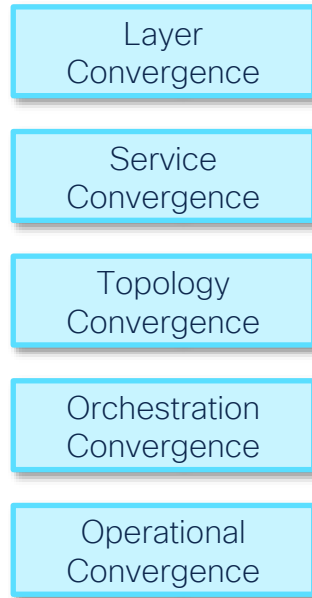 Layer
Convergence
Service
Convergence
Topology
Convergence
Orchestration
Convergence
Operational
Convergence